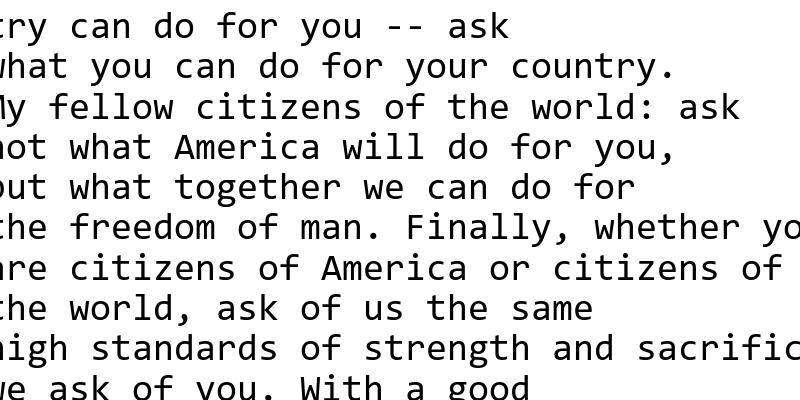 try can do for you -- ask
what you can do for your country.
My fellow citizens of the world: ask
not what America will do for you,
but what together we can do for
the freedom of man. Finally, whether yo
are citizens of America or citizens of
the world, ask of us the same
high standards of strength and sacrific
we ask of you. With a good